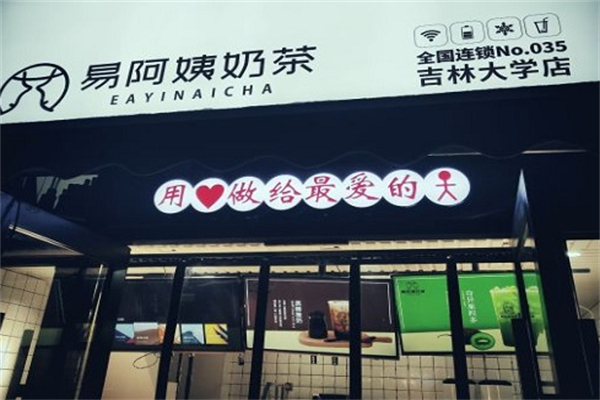 易阿姨奶茶
EAYINAICHA
全国连锁No.035
吉林大学店
用❤做给最爱的